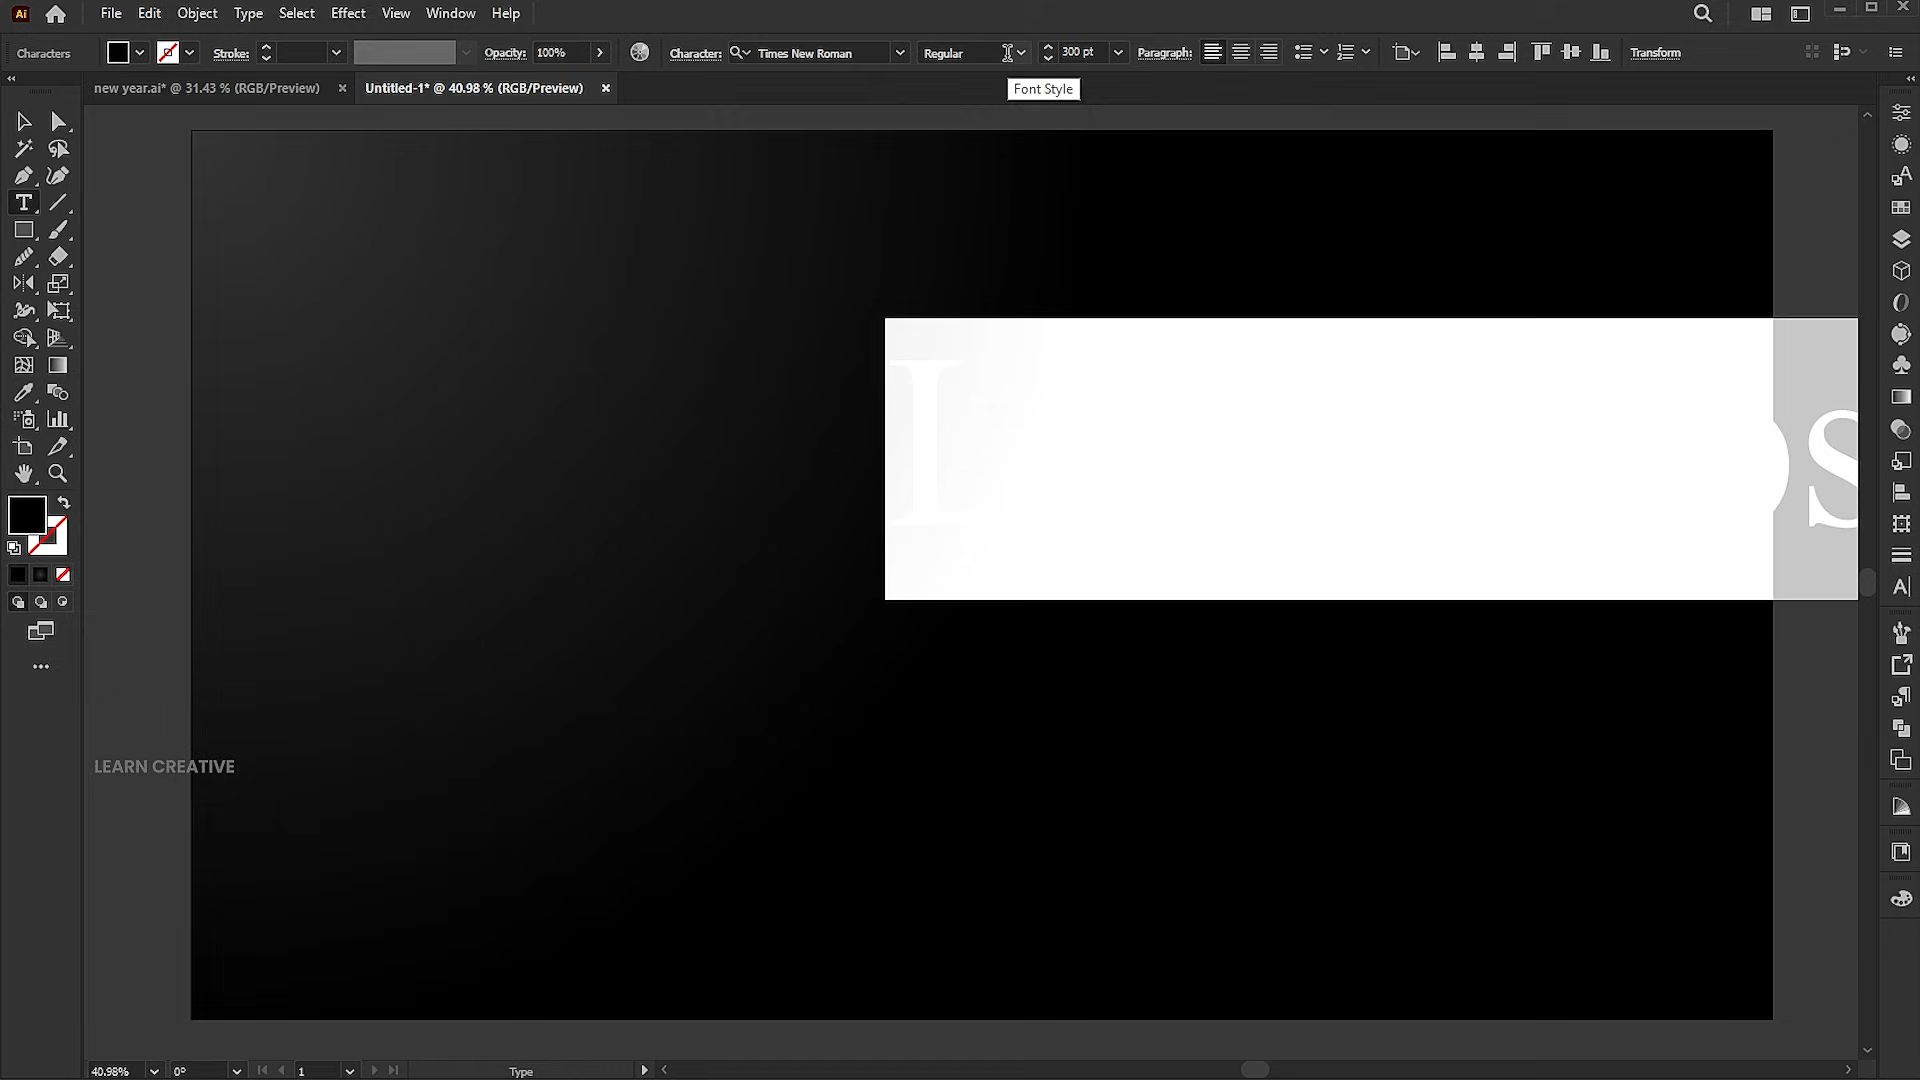 Ai File Edit Object Type Select Effect View Window Help
Characters Stroke: Opacity: 100% Character: Times New Roman Regular 300 pt Paragraph: Transform
new year.ai* @ 31.43 % (RGB/Preview) × Untitled-1* @ 40.98 % (RGB/Preview) ×
Font Style
LEARN CREATIVE
40.98% 0° 1 Type